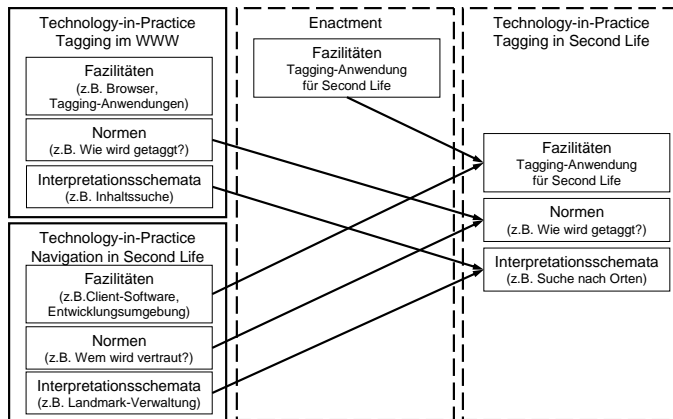 Technology-in-Practice
Tagging im WWW
Fazilitäten
(z.B. Browser,
Tagging-Anwendungen)
Normen
(z.B. Wie wird getaggt?)
Interpretationsschemata
(z.B. Inhaltssuche)
Technology-in-Practice
Navigation in Second Life
Fazilitäten
(z.B.Client-Software,
Entwicklungsumgebung)
Normen
(z.B. Wem wird vertraut?)
Interpretationsschemata
(z.B. Landmark-Verwaltung)
Enactment
Fazilitäten
Tagging-Anwendung
für Second Life
Technology-in-Practice
Tagging in Second Life
Fazilitäten
Tagging-Anwendung
für Second Life
Normen
(z.B. Wie wird getaggt?)
Interpretationsschemata
(z.B. Suche nach Orten)